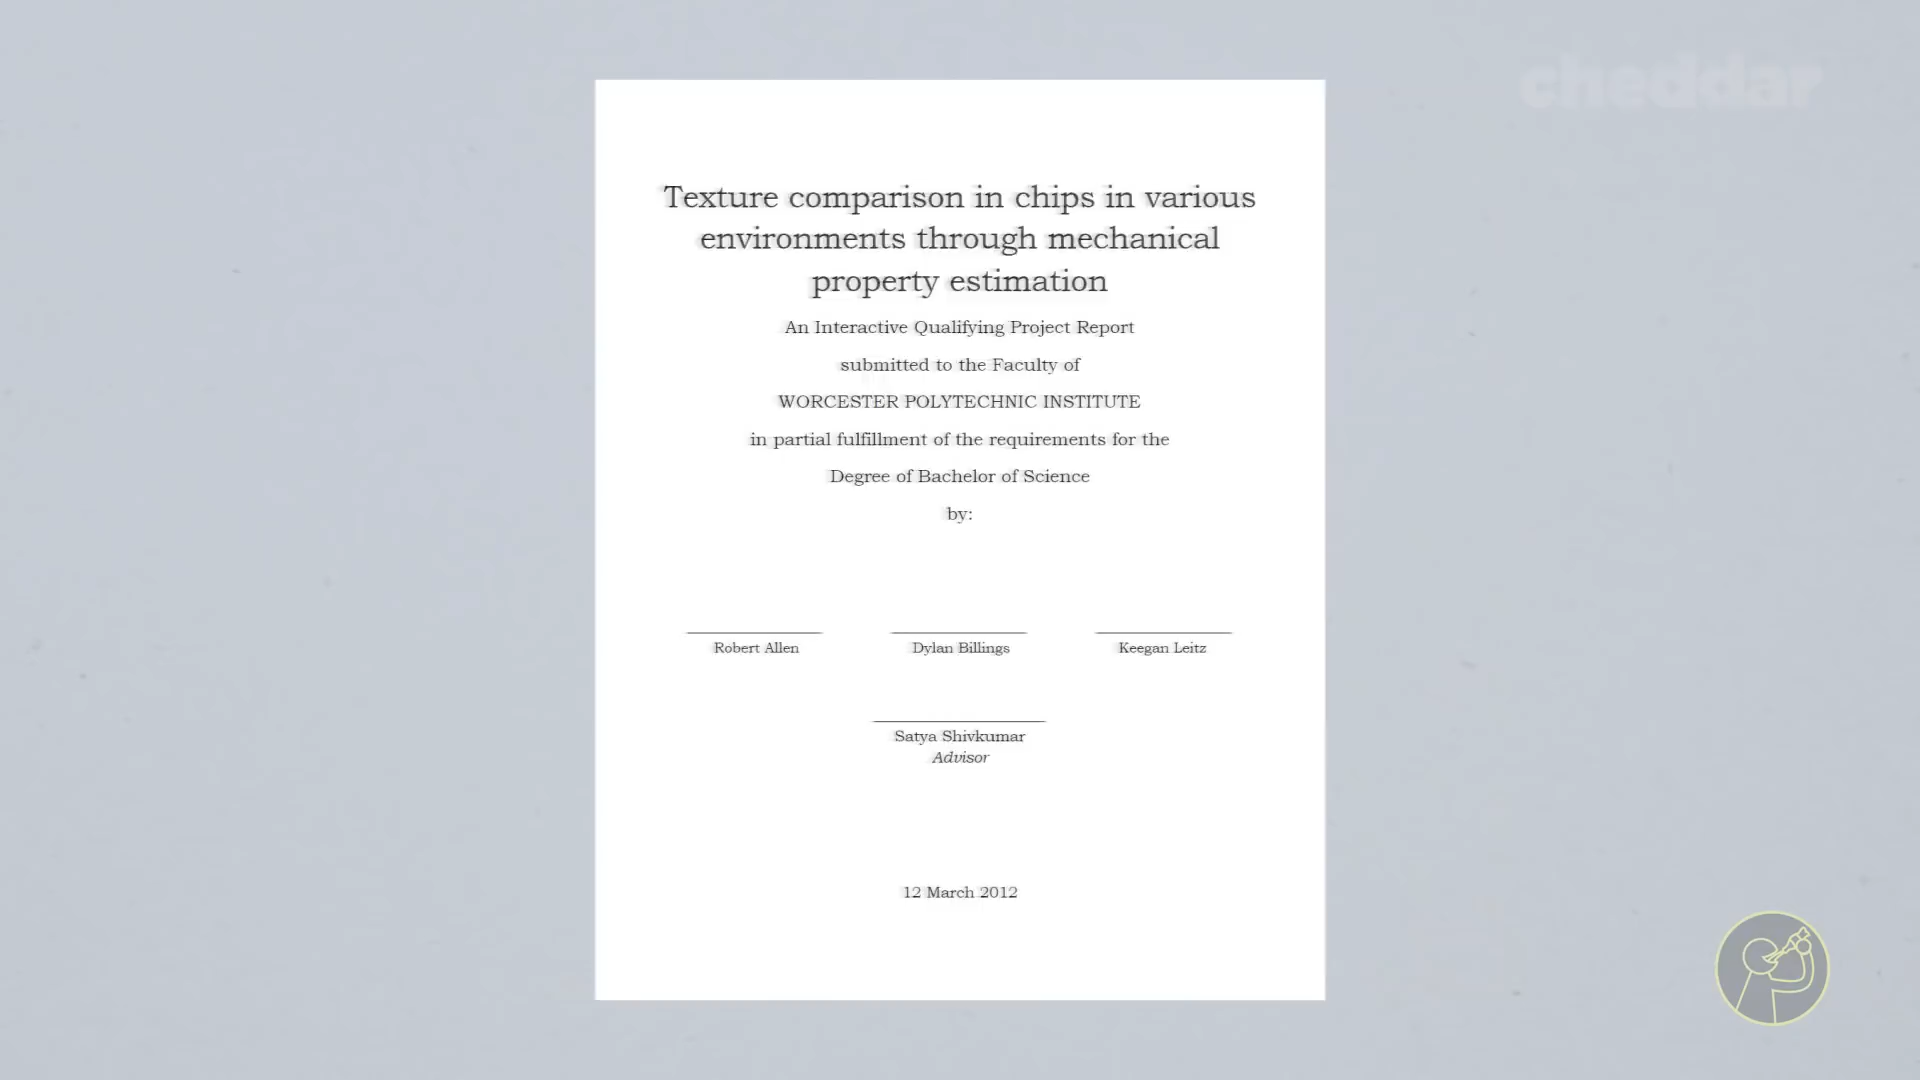 cheddar
Texture comparison in chips in various
environments through mechanical
property estimation
An Interactive Qualifying Project Report
submitted to the Faculty of
WORCESTER POLYTECHNIC INSTITUTE
in partial fulfillment of the requirements for the
Degree of Bachelor of Science
by:
Robert Allen Dylan Billings Keegan Leitz
Satya Shivkumar
Advisor
12 March 2012